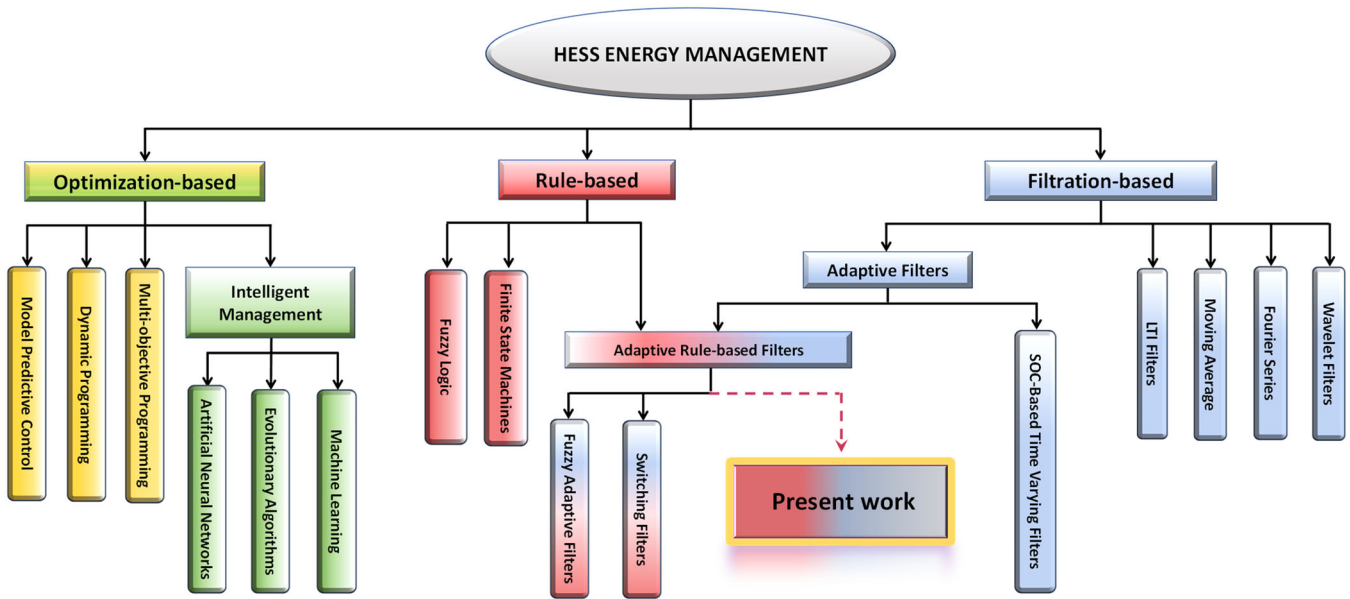 HESS ENERGY MANAGEMENT
Optimization-based
Rule-based
Filtration-based
Model Predictive Control
Dynamic Programming
Multi-objective Programming
Intelligent
Management
Artificial Neural Networks
Evolutionary Algorithms
Machine Learning
Fuzzy Logic
Finite State Machines
Adaptive Filters
Adaptive Rule-based Filters
Fuzzy Adaptive Filters
Switching Filters
Present work
SOC-Based Time Varying Filters
LTI Filters
Moving Average
Fourier Series
Wavelet Filters